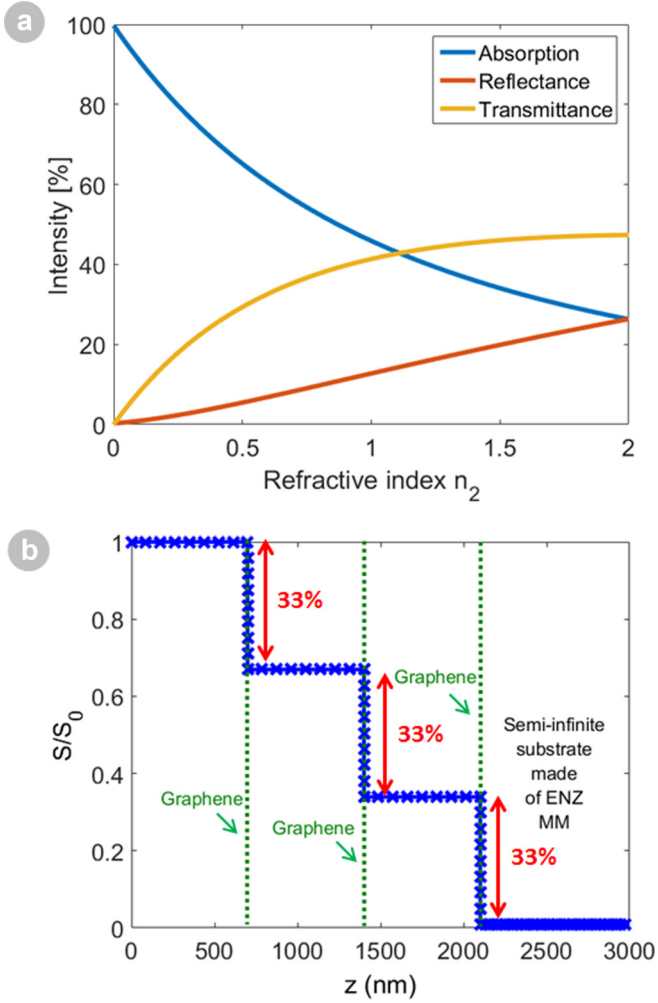 a
100
80
60
40
20
0
Intensity [%]
Absorption
Reflectance
Transmittance
0
0.5
1
1.5
2
Refractive index n₂
b
1
0.8
0.6
0.4
0.2
0
S/S₀
33%
33%
33%
Graphene
Graphene
Graphene
Semi-infinite
substrate
made
of ENZ
MM
0
500
1000
1500
2000
2500
3000
z (nm)